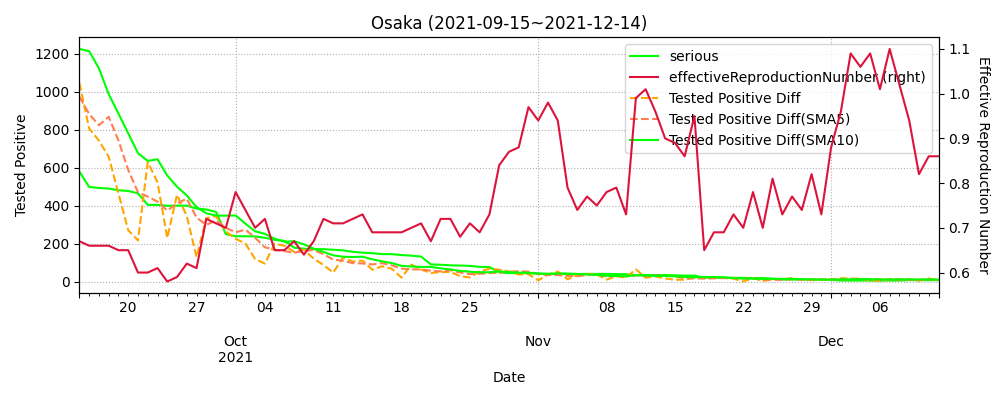 Osaka (2021-09-15~2021-12-14)
Tested Positive
1200
1000
800
600
400
200
0
serious
effectiveReproductionNumber (right)
Tested Positive Diff
Tested Positive Diff(SMA5)
Tested Positive Diff(SMA10)
1.1
1.0
0.9
0.8
0.7
0.6
Effective Reproduction Number
20 27 04 11 18 25 08 15 22 29 06
Oct Nov Dec
2021
Date